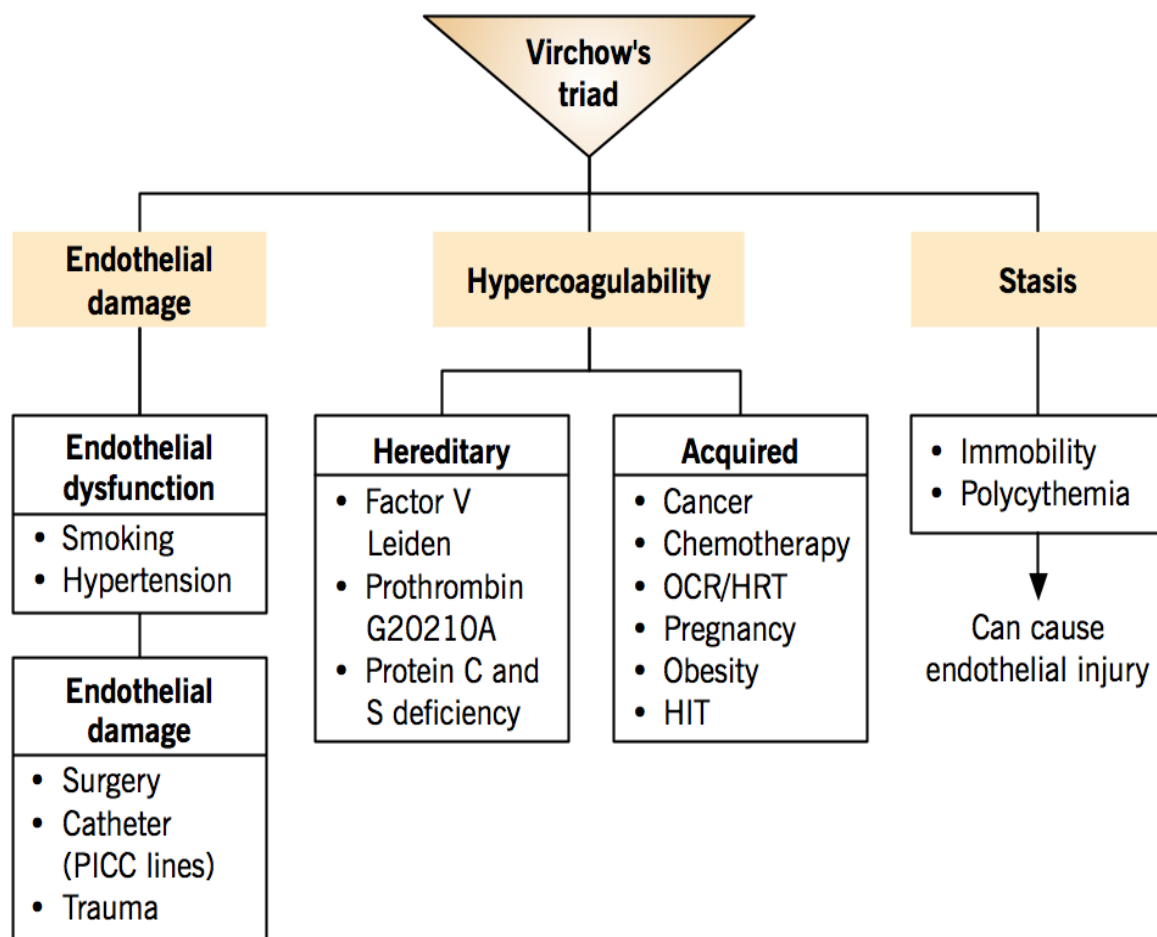 Virchow's
triad
Endothelial
damage
Hypercoagulability
Stasis
Endothelial
dysfunction
• Smoking
• Hypertension
Endothelial
damage
• Surgery
• Catheter
(PICC lines)
• Trauma
Hereditary
• Factor V
Leiden
• Prothrombin
G20210A
• Protein C and
S deficiency
Acquired
• Cancer
• Chemotherapy
• OCR/HRT
• Pregnancy
• Obesity
• HIT
• Immobility
• Polycythemia
Can cause
endothelial injury